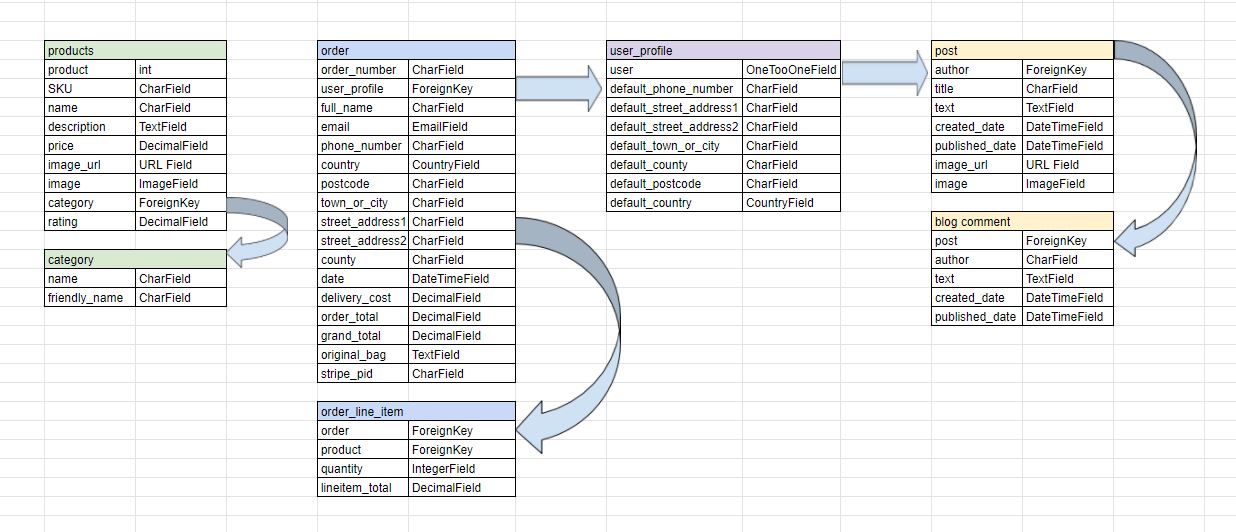 products
product int
SKU CharField
name CharField
description TextField
price DecimalField
image_url URL Field
image ImageField
category ForeignKey
rating DecimalField
category
name CharField
friendly_name CharField
order
order_number CharField
user_profile ForeignKey
full_name CharField
email EmailField
phone_number CharField
country CountryField
postcode CharField
town_or_city CharField
street_address1 CharField
street_address2 CharField
county CharField
date DateTimeField
delivery_cost DecimalField
order_total DecimalField
grand_total DecimalField
original_bag TextField
stripe_pid CharField
order_line_item
order ForeignKey
product ForeignKey
quantity IntegerField
lineitem_total DecimalField
user_profile
user OneTooOneField
default_phone_number CharField
default_street_address1 CharField
default_street_address2 CharField
default_town_or_city CharField
default_county CharField
default_postcode CharField
default_country CountryField
post
author ForeignKey
title CharField
text TextField
created_date DateTimeField
published_date DateTimeField
image_url URL Field
image ImageField
blog comment
post ForeignKey
author CharField
text TextField
created_date DateTimeField
published_date DateTimeField